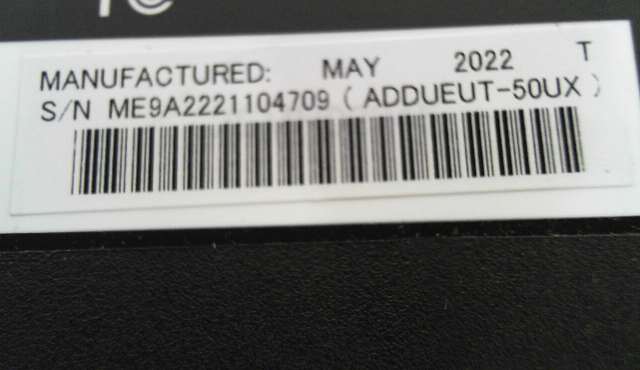 MANUFACTURED: MAY 2022 T
S/N ME9A2221104709 ( ADDUEUT-50UX )